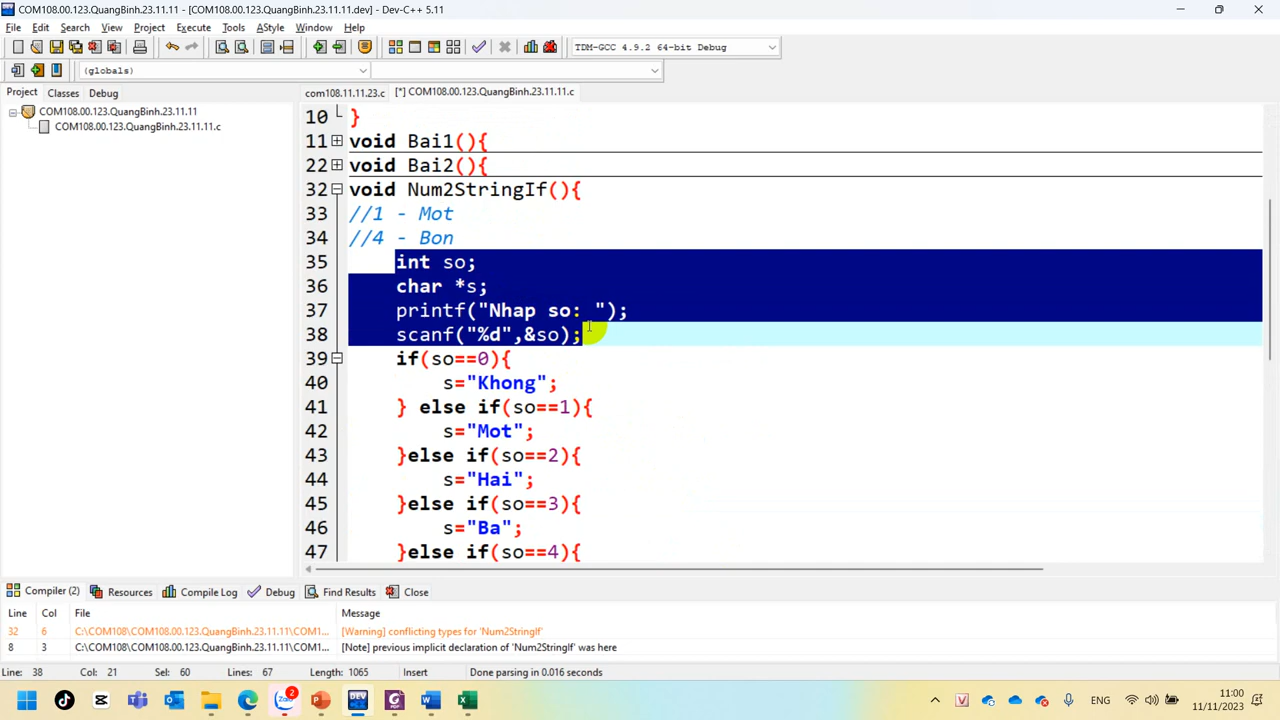 COM108.00.123.QuangBinh.23.11.11 - [COM108.00.123.QuangBinh.23.11.11.dev] - Dev-C++ 5.11
File Edit Search View Project Execute Tools AStyle Window Help
TDM-GCC 4.9.2 64-bit Debug
(globals)
Project Classes Debug
com108.11.11.23.c [*] COM108.00.123.QuangBinh.23.11.11.c
COM108.00.123.QuangBinh.23.11.11
COM108.00.123.QuangBinh.23.11.11.c
10 }
11 void Bai1(){
22 void Bai2(){
32 void Num2StringIf(){
33 //1 - Mot
34 //4 - Bon
35 int so;
36 char *s;
37 printf("Nhap so: ");
38 scanf("%d",&so);
39 if(so==0){
40 s="Khong";
41 } else if(so==1){
42 s="Mot";
43 }else if(so==2){
44 s="Hai";
45 }else if(so==3){
46 s="Ba";
47 }else if(so==4){
Compiler (2) Resources Compile Log Debug Find Results Close
Line Col File Message
32 6 C:\COM108\COM108.00.123.QuangBinh.23.11.11\COM1... [Warning] conflicting types for 'Num2StringIf'
8 3 C:\COM108\COM108.00.123.QuangBinh.23.11.11\COM1... [Note] previous implicit declaration of 'Num2StringIf' was here
Line: 38 Col: 21 Sel: 60 Lines: 67 Length: 1065 Insert Done parsing in 0.016 seconds
Zalo 2 DEV V ENG 11:00
11/11/2023